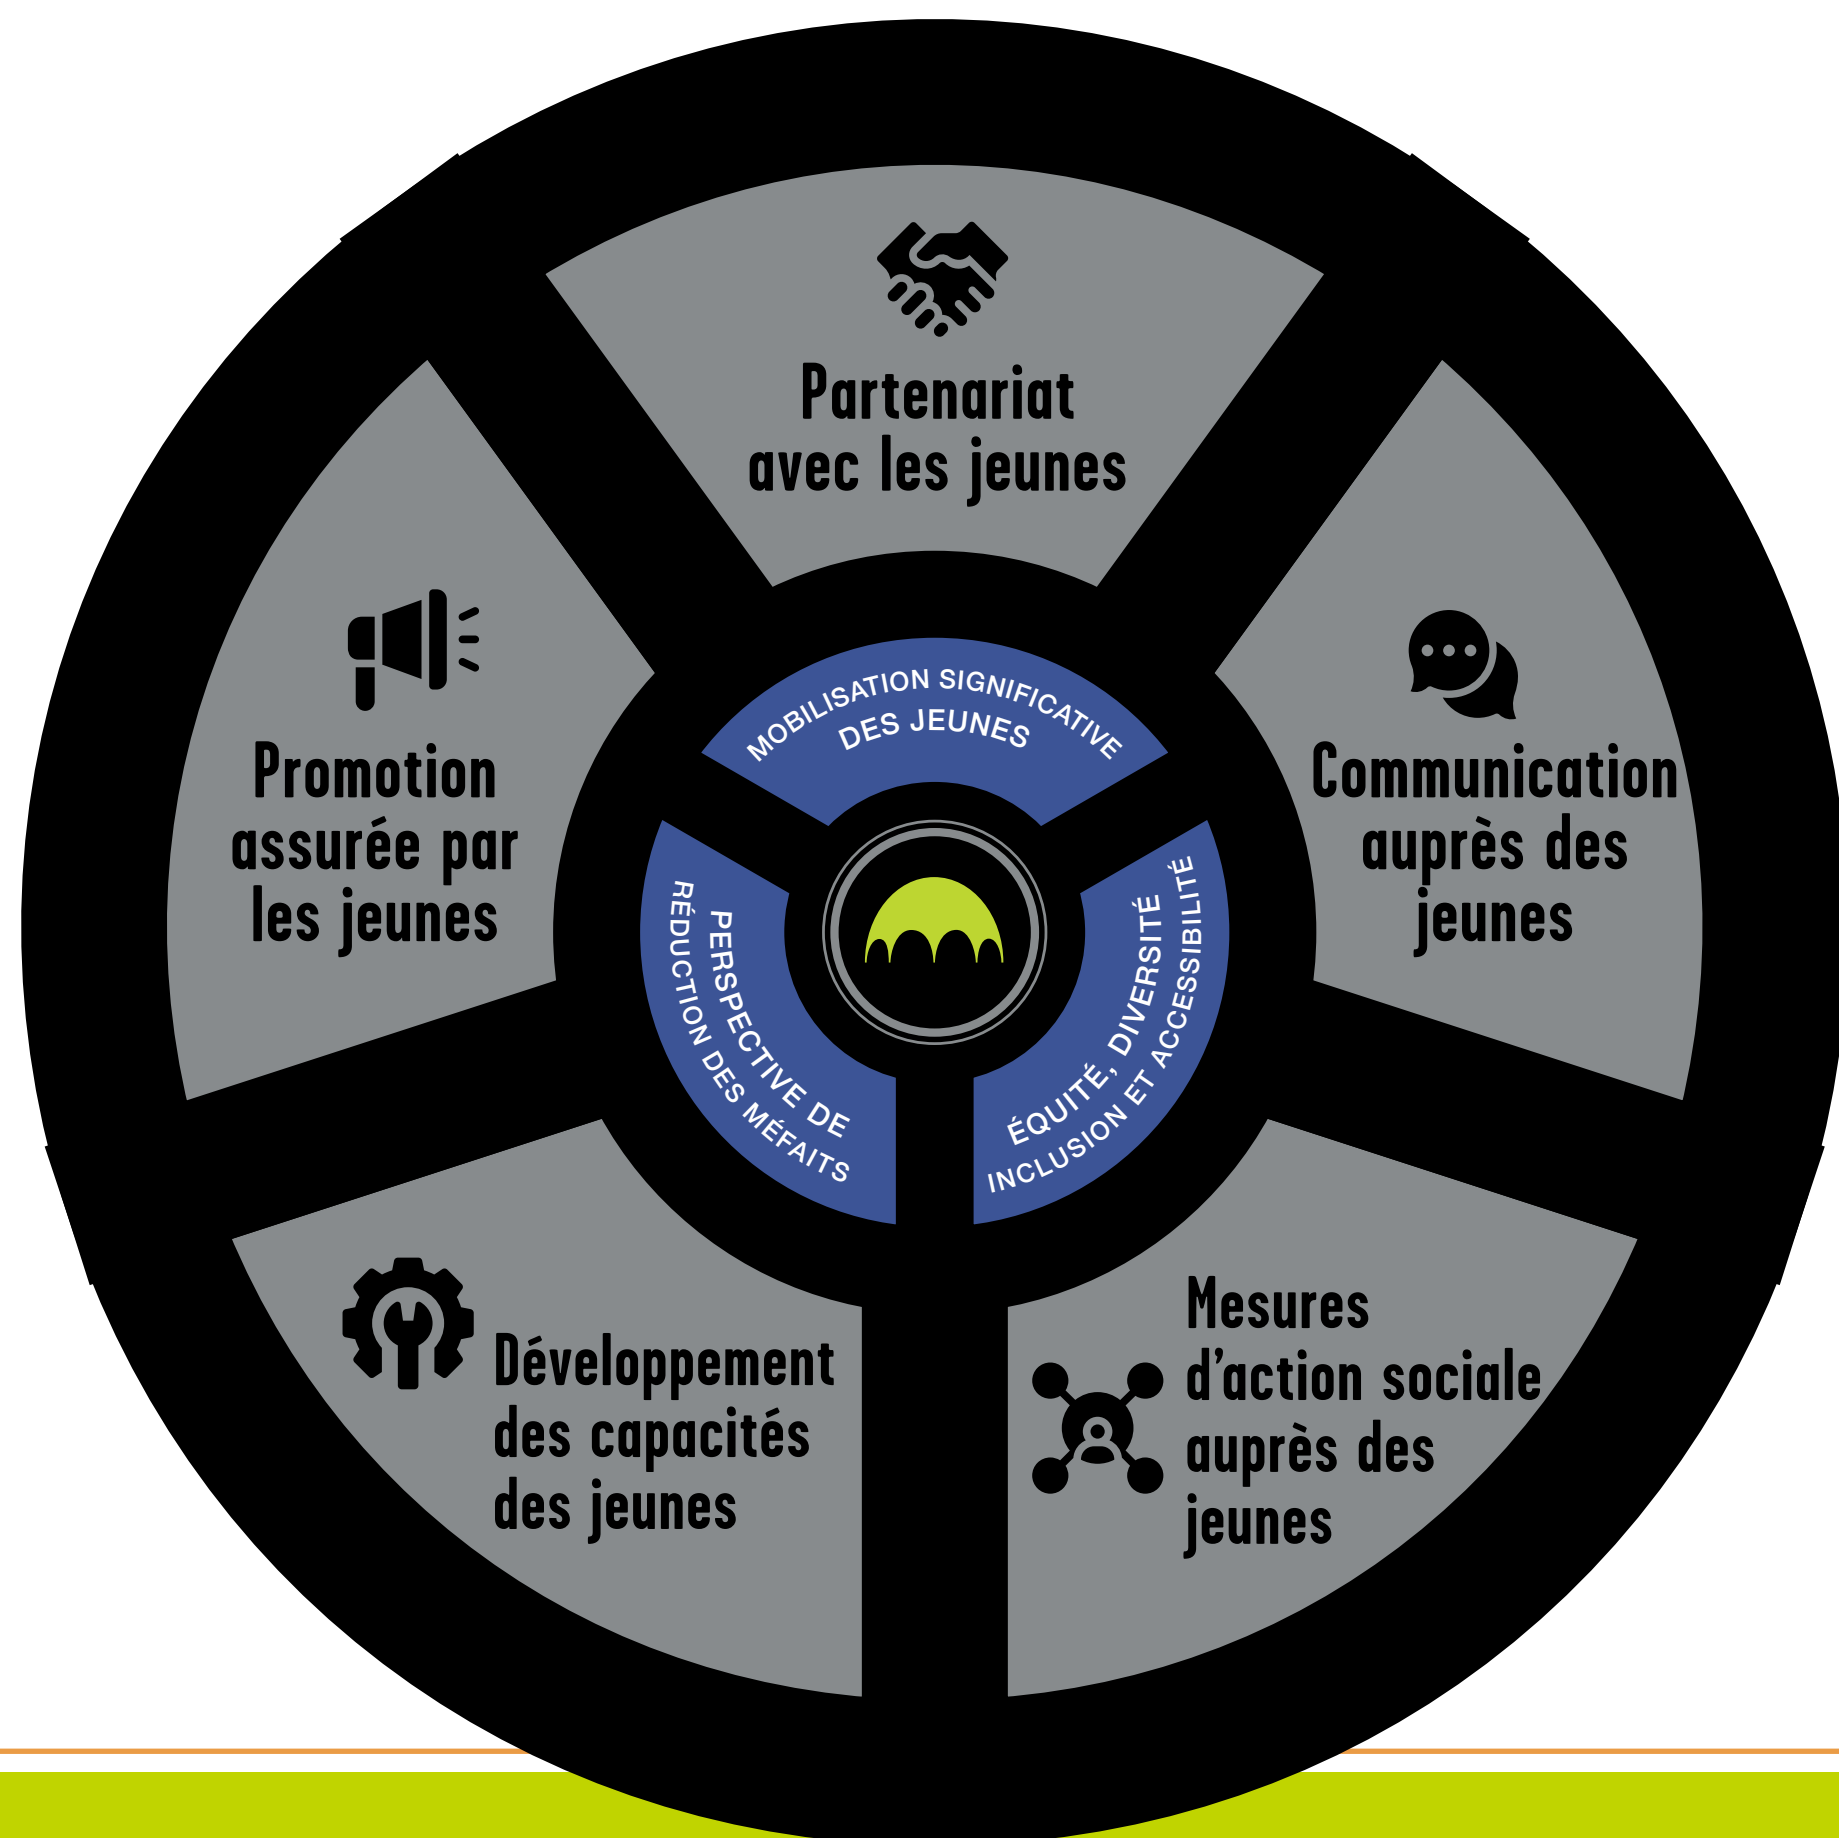 Partenariat
avec les jeunes
Communication
auprès des
jeunes
Mesures
d'action sociale
auprès des
jeunes
Développement
des capacités
des jeunes
Promotion
assurée par
les jeunes
MOBILISATION SIGNIFICATIVE
DES JEUNES
ÉQUITÉ, DIVERSITÉ
INCLUSION ET ACCESSIBILITÉ
PERSPECTIVE DE
RÉDUCTION DES MÉFAITS